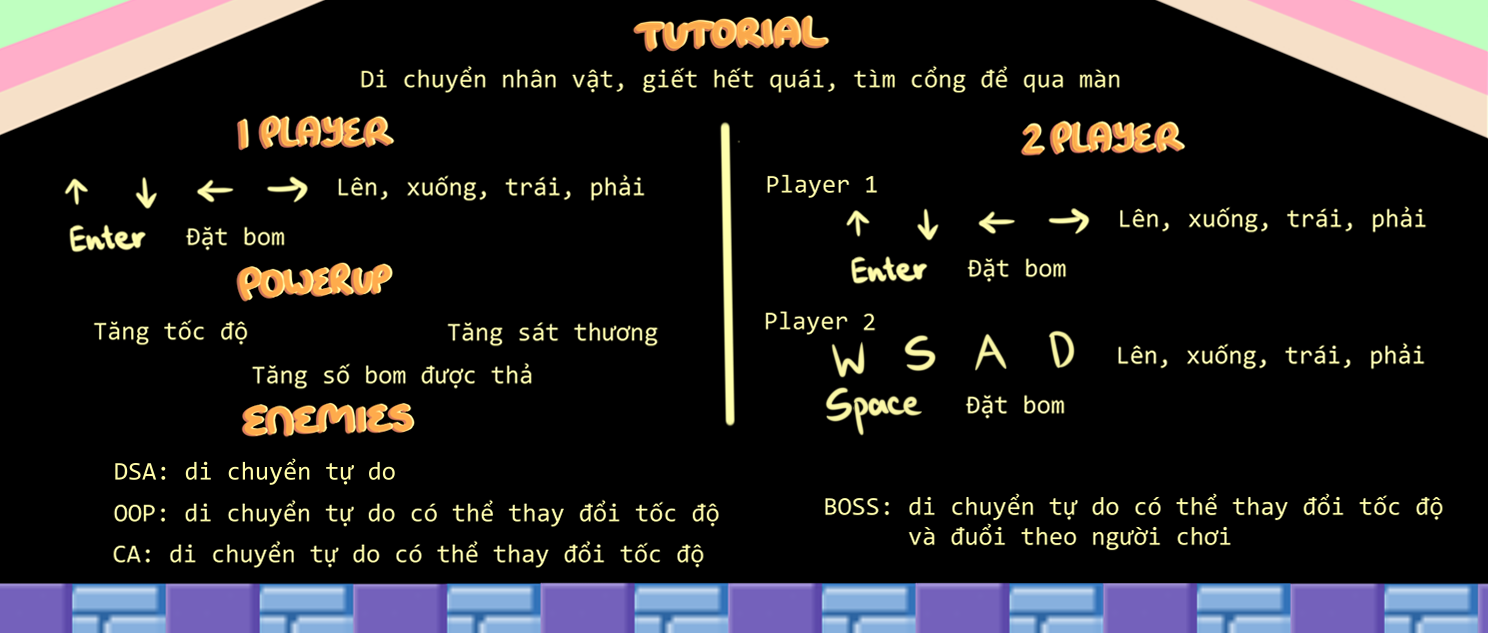 TUTORIAL
Di chuyển nhân vật, giết hết quái, tìm cổng để qua màn
1 PLAYER
↑ ↓ ← → Lên, xuống, trái, phải
Enter Đặt bom
POWERUP
Tăng tốc độ Tăng sát thương
Tăng số bom được thả
ENEMIES
DSA: di chuyển tự do
OOP: di chuyển tự do có thể thay đổi tốc độ
CA: di chuyển tự do có thể thay đổi tốc độ
2 PLAYER
Player 1
↑ ↓ ← → Lên, xuống, trái, phải
Enter Đặt bom
Player 2
W S A D Lên, xuống, trái, phải
Space Đặt bom
BOSS: di chuyển tự do có thể thay đổi tốc độ
và đuổi theo người chơi